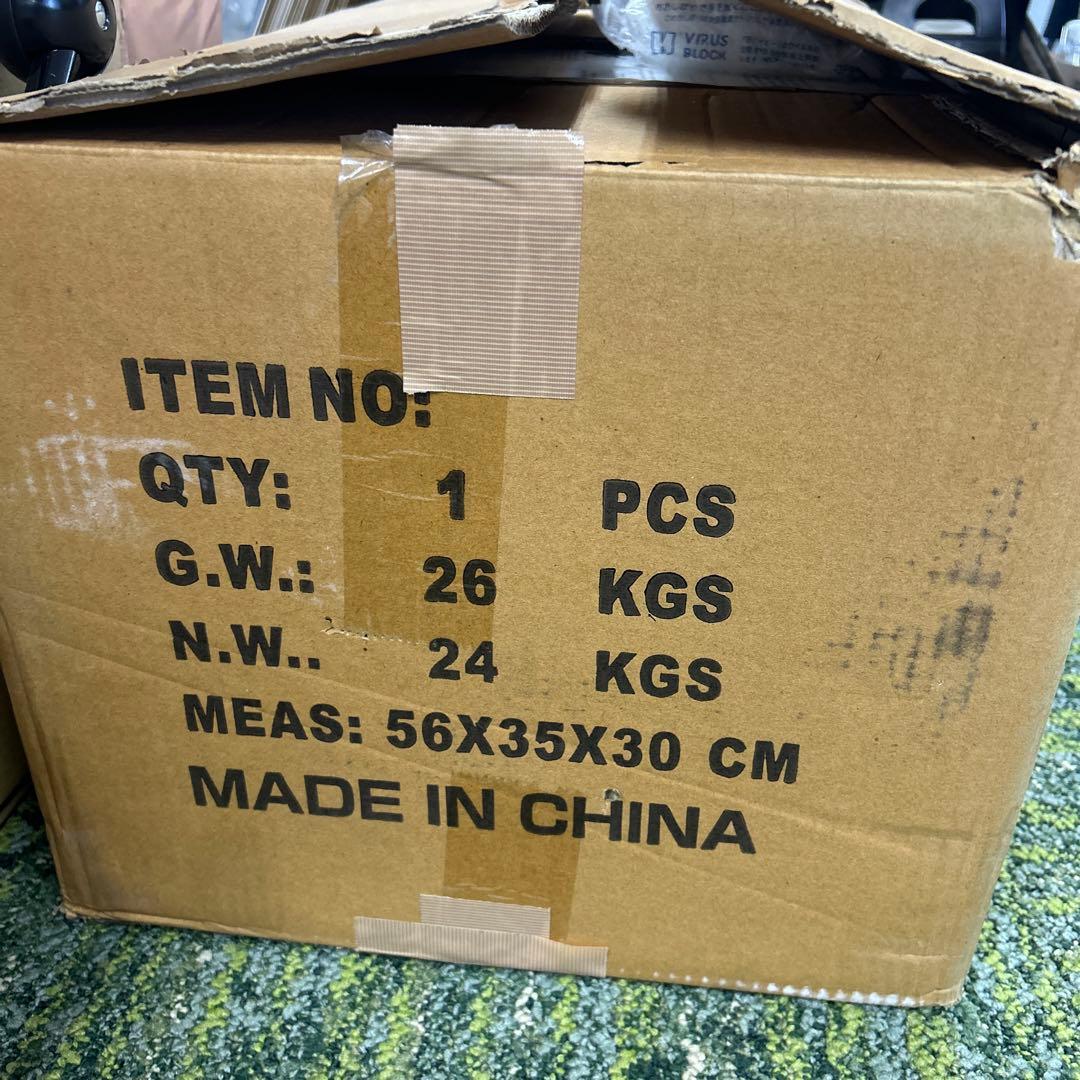 VIRUS
BLOCK
ITEM NO:
QTY: 1 PCS
G.W.: 26 KGS
N.W.. 24 KGS
MEAS: 56X35X30 CM
MADE IN CHINA